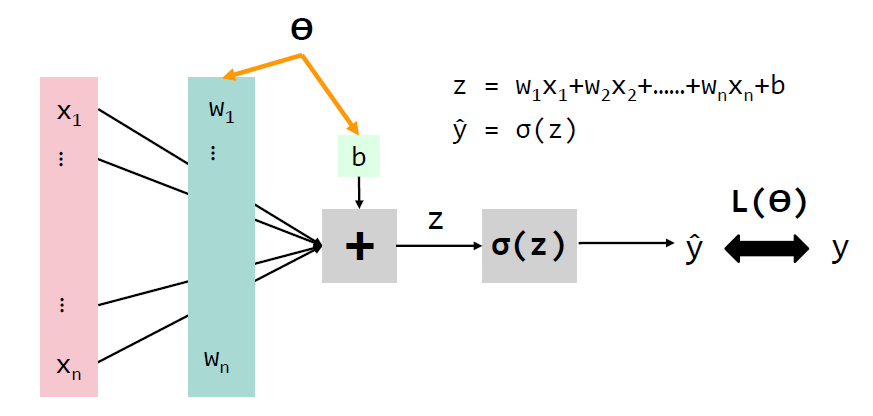 Θ
x₁
⋮
⋮
xₙ
w₁
⋮
wₙ
b
+
z
σ(z)
z = w₁x₁+w₂x₂+……+wₙxₙ+b
ŷ = σ(z)
L(Θ)
ŷ
y